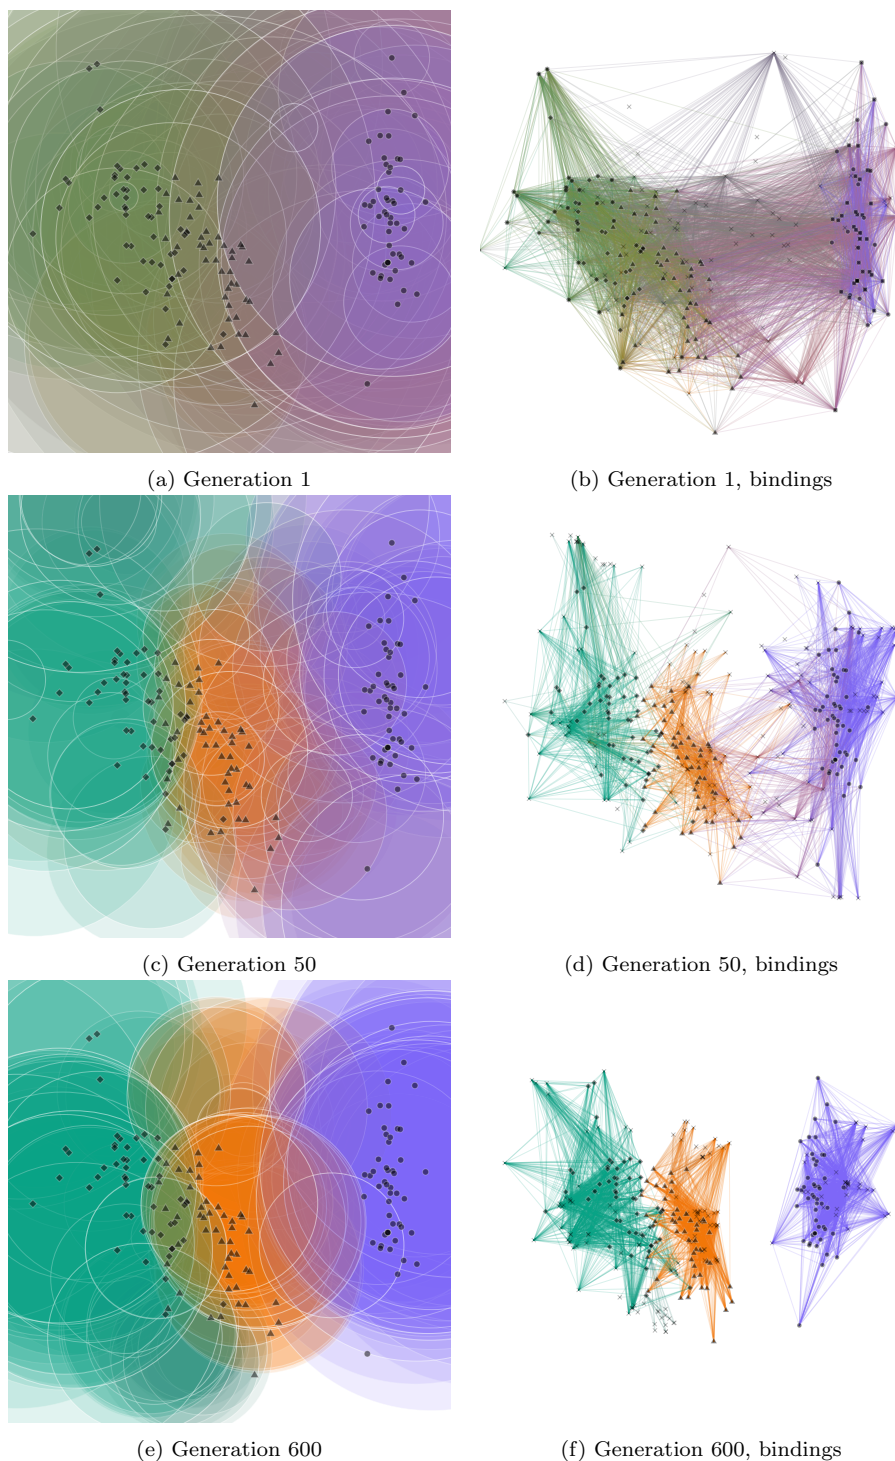 (a) Generation 1
(b) Generation 1, bindings
(c) Generation 50
(d) Generation 50, bindings
(e) Generation 600
(f) Generation 600, bindings